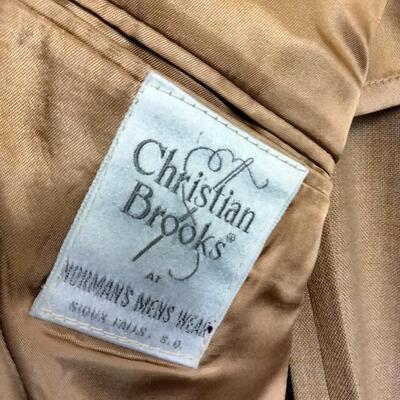 Christian
Brooks®
AT
NORMAN'S MENS WEAR
SIOUX FALLS, S.D.